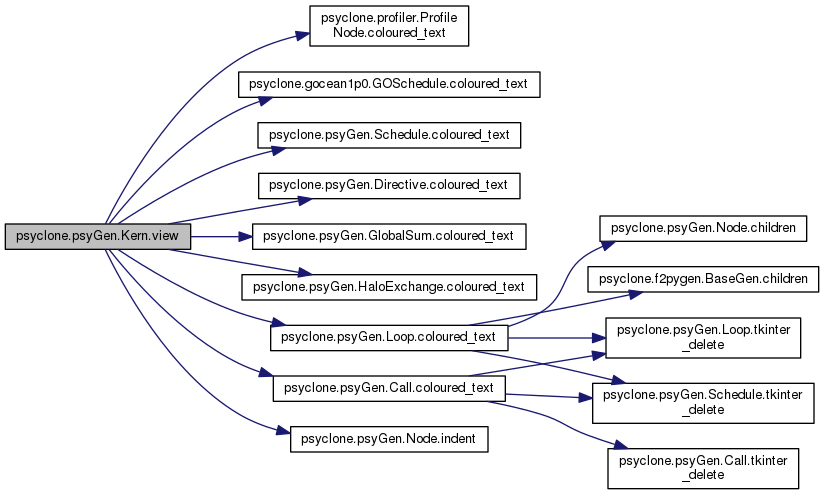 psyclone.profiler.Profile
Node.coloured_text
psyclone.gocean1p0.GOSchedule.coloured_text
psyclone.psyGen.Schedule.coloured_text
psyclone.psyGen.Directive.coloured_text
psyclone.psyGen.Kern.view
psyclone.psyGen.GlobalSum.coloured_text
psyclone.psyGen.HaloExchange.coloured_text
psyclone.psyGen.Loop.coloured_text
psyclone.psyGen.Call.coloured_text
psyclone.psyGen.Node.indent
psyclone.psyGen.Node.children
psyclone.f2pygen.BaseGen.children
psyclone.psyGen.Loop.tkinter
_delete
psyclone.psyGen.Schedule.tkinter
_delete
psyclone.psyGen.Call.tkinter
_delete